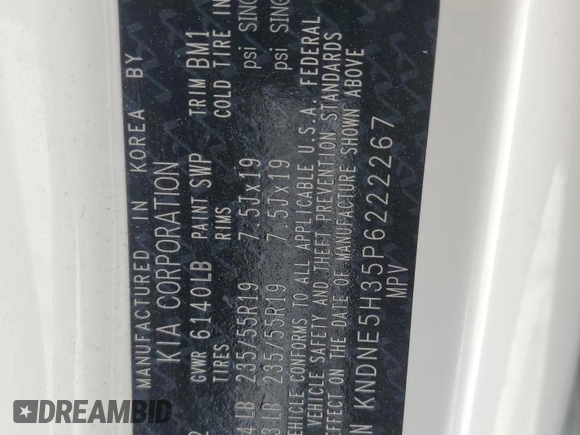 MANUFACTURED IN KOREA BY
KIA CORPORATION
GVWR 6140LB PAINT SWP TRIM BM1
TIRES RIMS COLD TIRE IN
4LB 235/55R19 7.5Jx19 psi SING
3LB 235/55R19 7.5Jx19 psi SING
VEHICLE CONFORMS TO ALL APPLICABLE U.S.A. FEDERAL
VEHICLE SAFETY AND THEFT PREVENTION STANDARDS
EFFECT ON THE DATE OF MANUFACTURE SHOWN ABOVE
N KNDNE5H35P6222267
MPV
DREAMBID